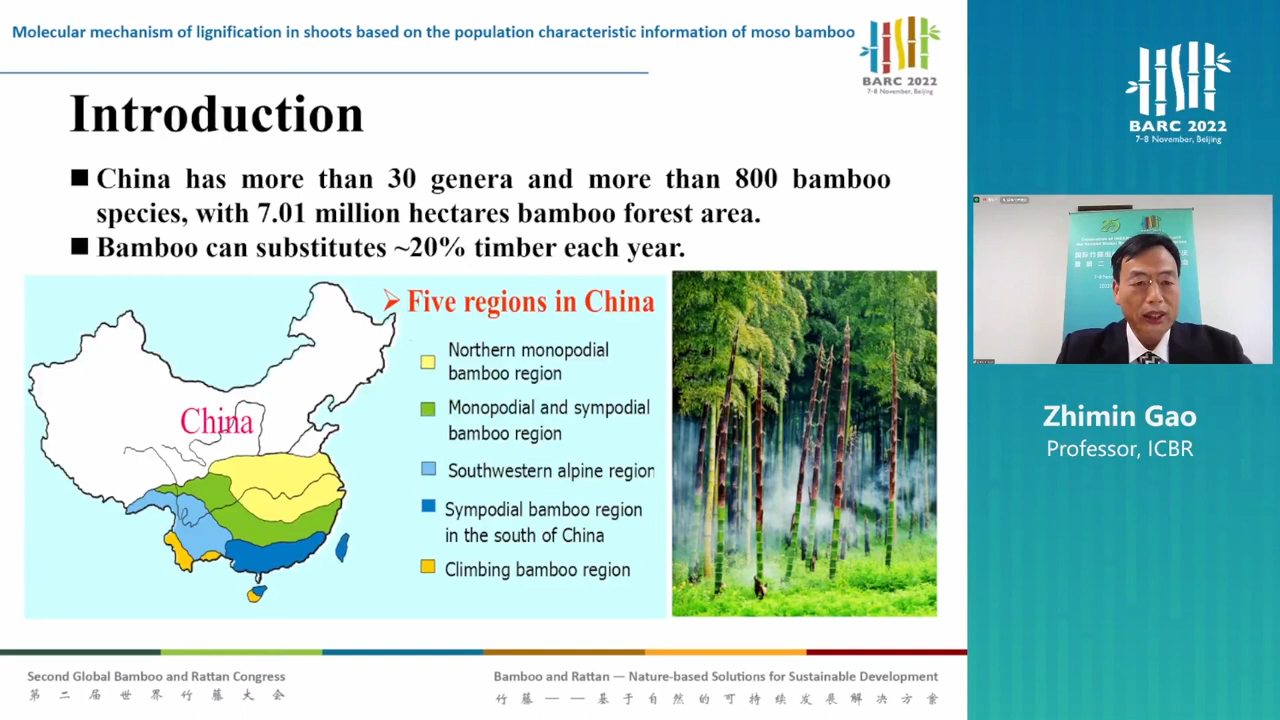 Molecular mechanism of lignification in shoots based on the population characteristic information of moso bamboo
BARC 2022
7-8 November, Beijing
Introduction
■ China has more than 30 genera and more than 800 bamboo
species, with 7.01 million hectares bamboo forest area.
■ Bamboo can substitutes ~20% timber each year.
➢ Five regions in China
China
Northern monopodial
bamboo region
Monopodial and sympodial
bamboo region
Southwestern alpine region
Sympodial bamboo region
in the south of China
Climbing bamboo region
Second Global Bamboo and Rattan Congress
第二届世界竹藤大会
Bamboo and Rattan — Nature-based Solutions for Sustainable Development
竹藤——基于自然的可持续发展解决方案
BARC 2022
7-8 November, Beijing
Zhimin Gao
Professor, ICBR